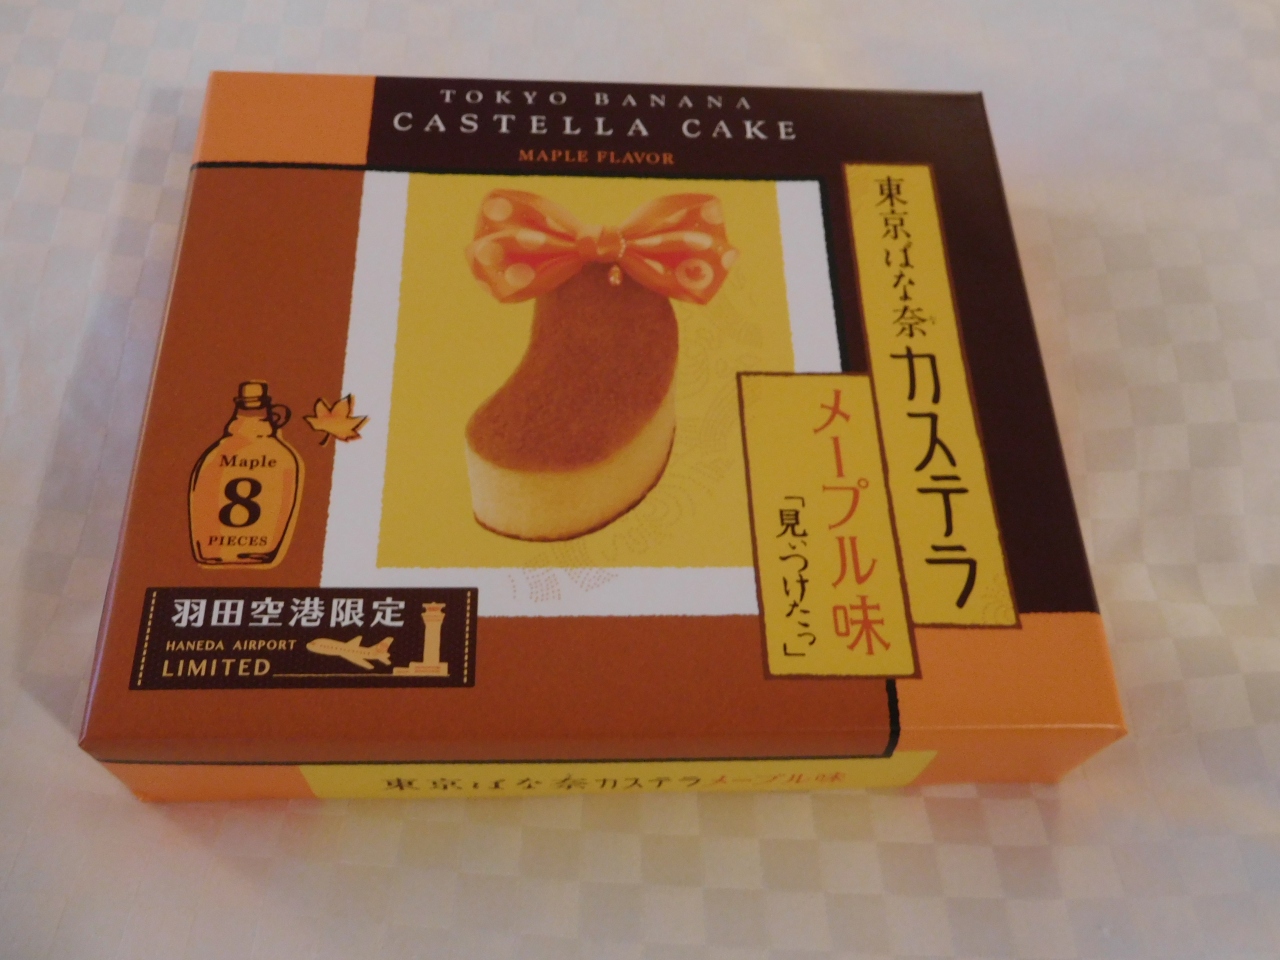 TOKYO BANANA
CASTELLA CAKE
MAPLE FLAVOR
東京ばな奈カステラ
メープル味
「見ぃつけたっ」
Maple
8
PIECES
羽田空港限定
HANEDA AIRPORT
LIMITED
東京ばな奈カステラメープル味